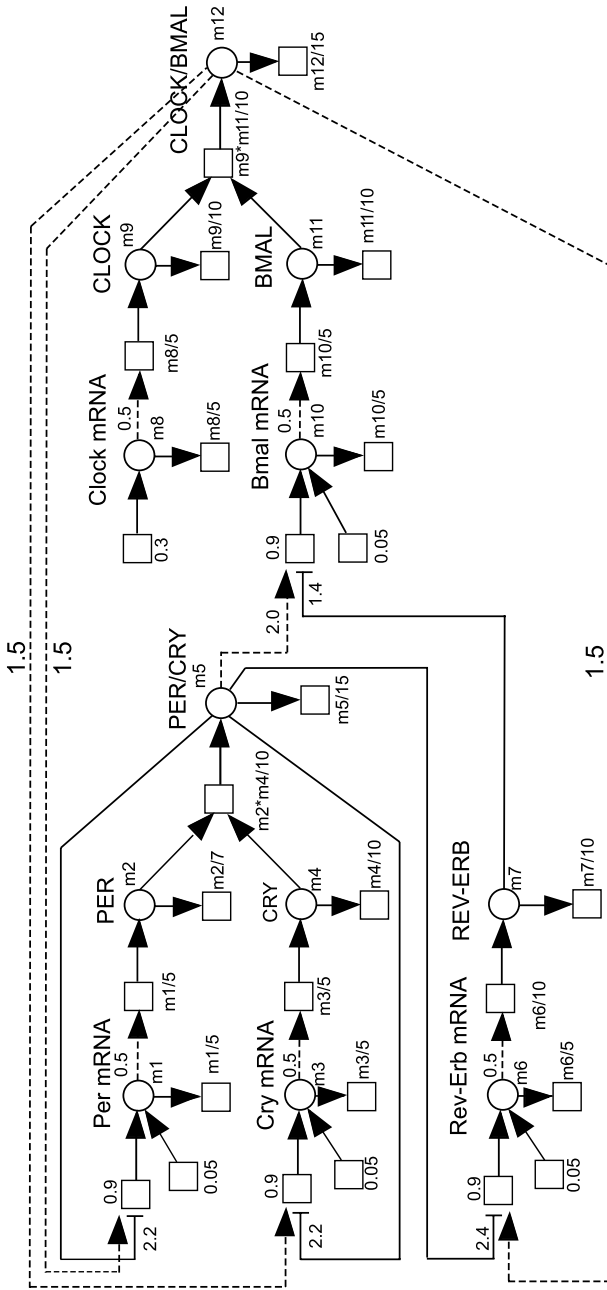 1.5
1.5
0.9
2.2
0.05
Per mRNA
0.5
m1
m1/5
m1/5
PER
m2
m2/7
m2*m4/10
PER/CRY
m5
m5/15
0.9
2.2
0.05
Cry mRNA
0.5
m3
m3/5
m3/5
CRY
m4
m4/10
0.9
2.4
0.05
Rev-Erb mRNA
0.5
m6
m6/5
m6/10
REV-ERB
m7
m7/10
2.0
1.4
0.3
Clock mRNA
0.5
m8
m8/5
m8/5
CLOCK
m9
m9/10
m9*m11/10
CLOCK/BMAL
m12
m12/15
0.9
0.05
Bmal mRNA
0.5
m10
m10/5
m10/5
BMAL
m11
m11/10
1.5